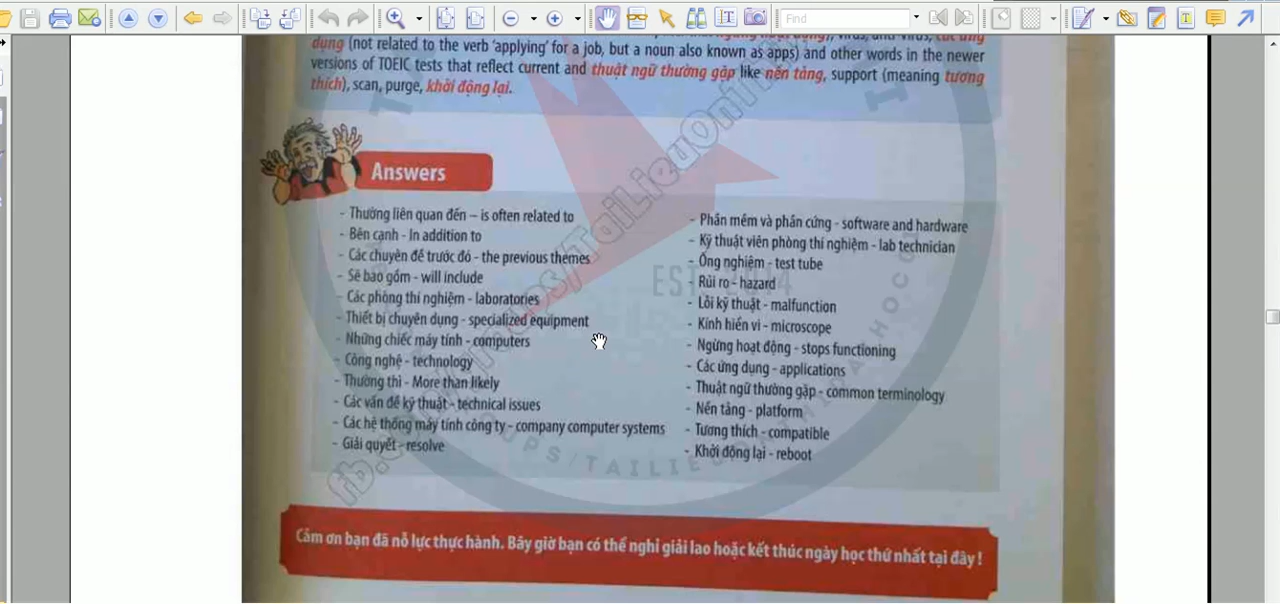 Find
dụng (not related to the verb 'applying' for a job, but a noun also known as apps) and other words in the newer
versions of TOEIC tests that reflect current and thuật ngữ thường gặp like nền tảng, support (meaning tương
thích), scan, purge, khởi động lại.
Answers
- Thường liên quan đến – is often related to
- Bên cạnh - In addition to
- Các chuyên đề trước đó - the previous themes
- Sẽ bao gồm - will include
- Các phòng thí nghiệm - laboratories
- Thiết bị chuyên dụng - specialized equipment
- Những chiếc máy tính - computers
- Công nghệ - technology
- Thường thì - More than likely
- Các vấn đề kỹ thuật - technical issues
- Các hệ thống máy tính công ty - company computer systems
- Giải quyết - resolve
- Phần mềm và phần cứng - software and hardware
- Kỹ thuật viên phòng thí nghiệm - lab technician
- Ống nghiệm - test tube
- Rủi ro - hazard
- Lỗi kỹ thuật - malfunction
- Kính hiển vi - microscope
- Ngừng hoạt động - stops functioning
- Các ứng dụng - applications
- Thuật ngữ thường gặp - common terminology
- Nền tảng - platform
- Tương thích - compatible
- Khởi động lại - reboot
EST. 2014
Cảm ơn bạn đã nỗ lực thực hành. Bây giờ bạn có thể nghỉ giải lao hoặc kết thúc ngày học thứ nhất tại đây !